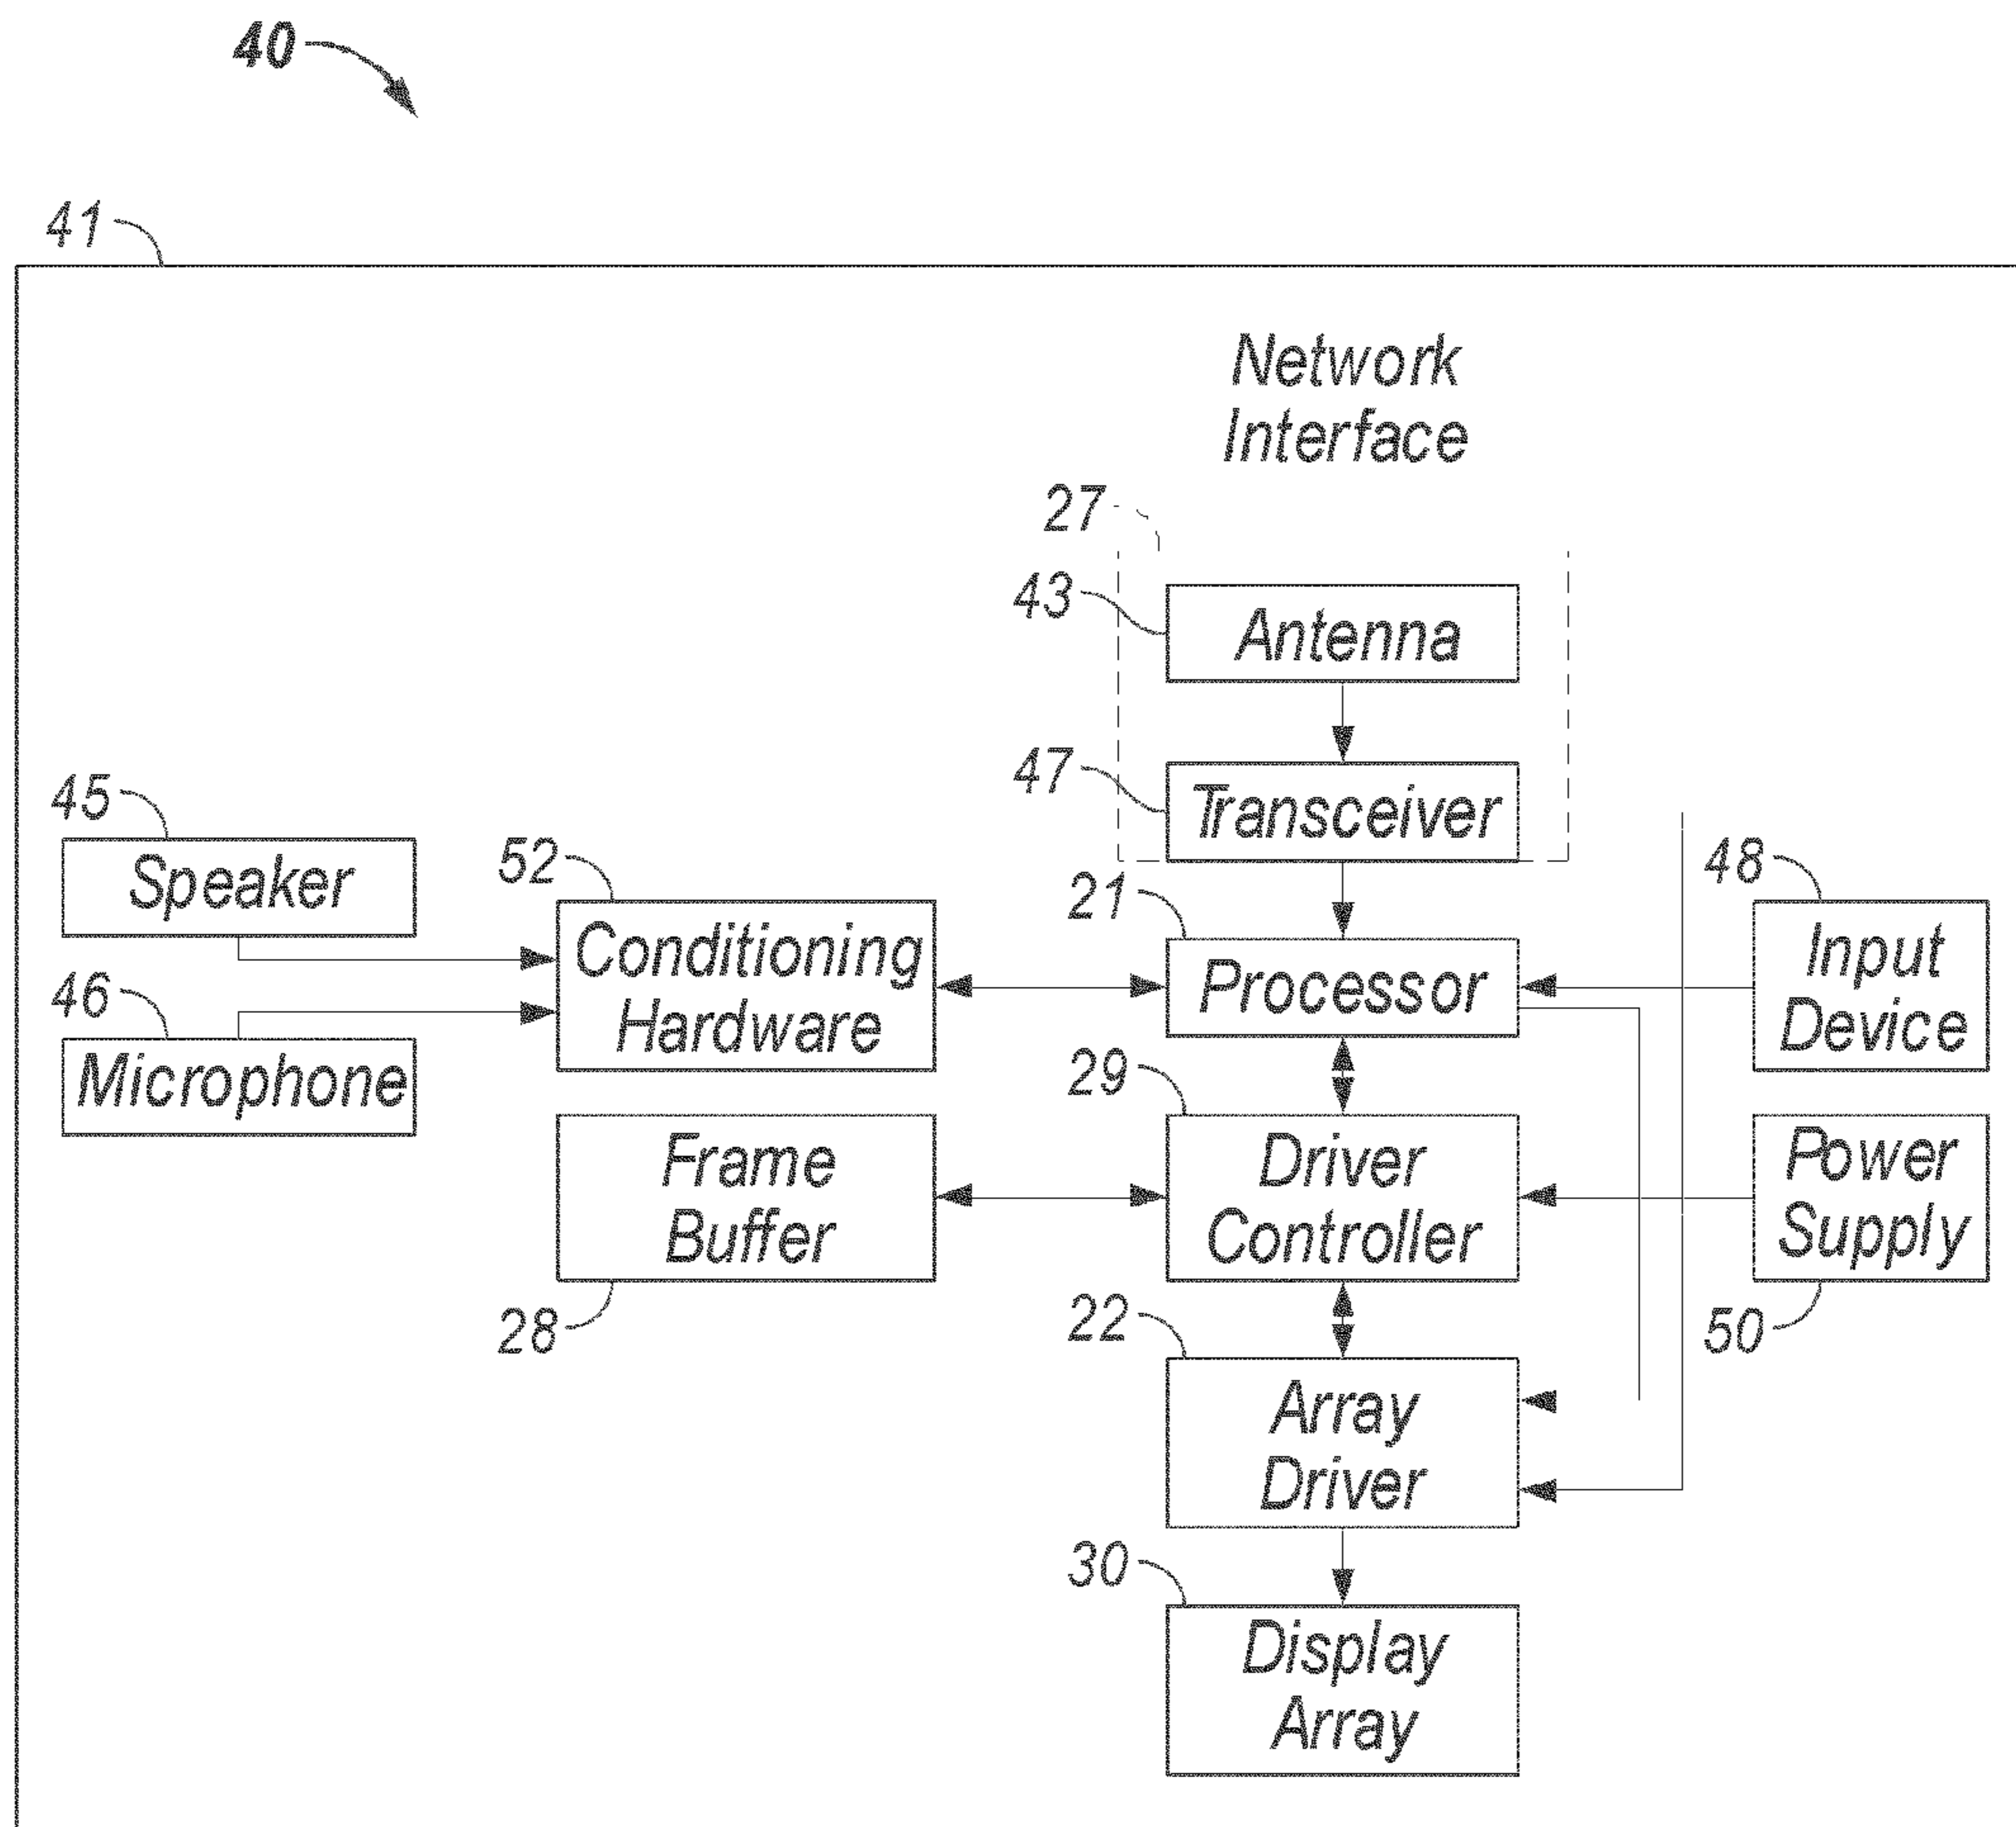 40
41
Network
Interface
27
43
Antenna
47
Transceiver
45
Speaker
52
Conditioning
Hardware
21
Processor
48
Input
Device
46
Microphone
29
Driver
Controller
Frame
Buffer
28
Power
Supply
50
22
Array
Driver
30
Display
Array